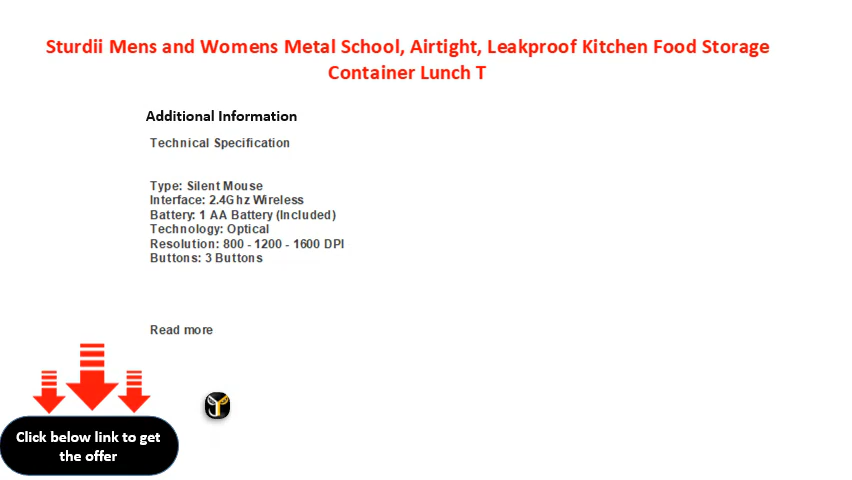 Sturdii Mens and Womens Metal School, Airtight, Leakproof Kitchen Food Storage
Container Lunch T
Additional Information
Technical Specification
Type: Silent Mouse
Interface: 2.4Ghz Wireless
Battery: 1 AA Battery (Included)
Technology: Optical
Resolution: 800 - 1200 - 1600 DPI
Buttons: 3 Buttons
Read more
Click below link to get
the offer